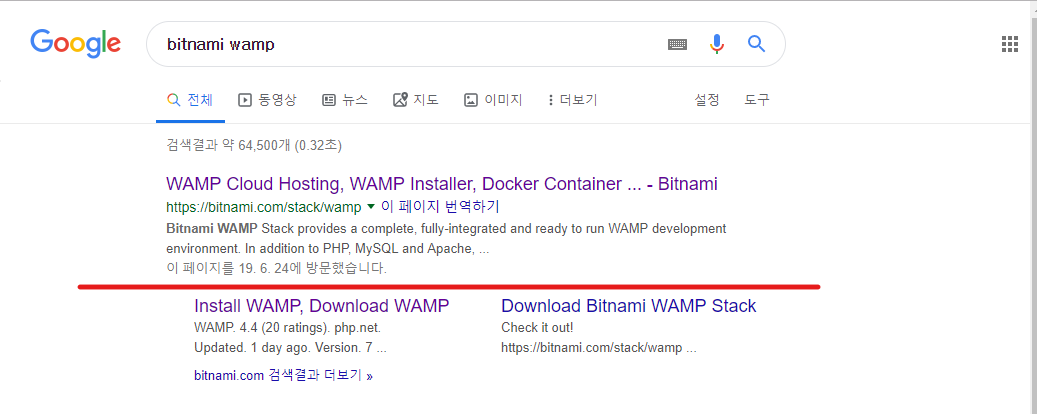 Google
bitnami wamp
전체 동영상 뉴스 지도 이미지 더보기 설정 도구
검색결과 약 64,500개 (0.32초)
WAMP Cloud Hosting, WAMP Installer, Docker Container ... - Bitnami
https://bitnami.com/stack/wamp 이 페이지 번역하기
Bitnami WAMP Stack provides a complete, fully-integrated and ready to run WAMP development
environment. In addition to PHP, MySQL and Apache, ...
이 페이지를 19. 6. 24에 방문했습니다.
Install WAMP, Download WAMP
WAMP. 4.4 (20 ratings). php.net.
Updated. 1 day ago. Version. 7 ...
Download Bitnami WAMP Stack
Check it out!
https://bitnami.com/stack/wamp ...
bitnami.com 검색결과 더보기 »